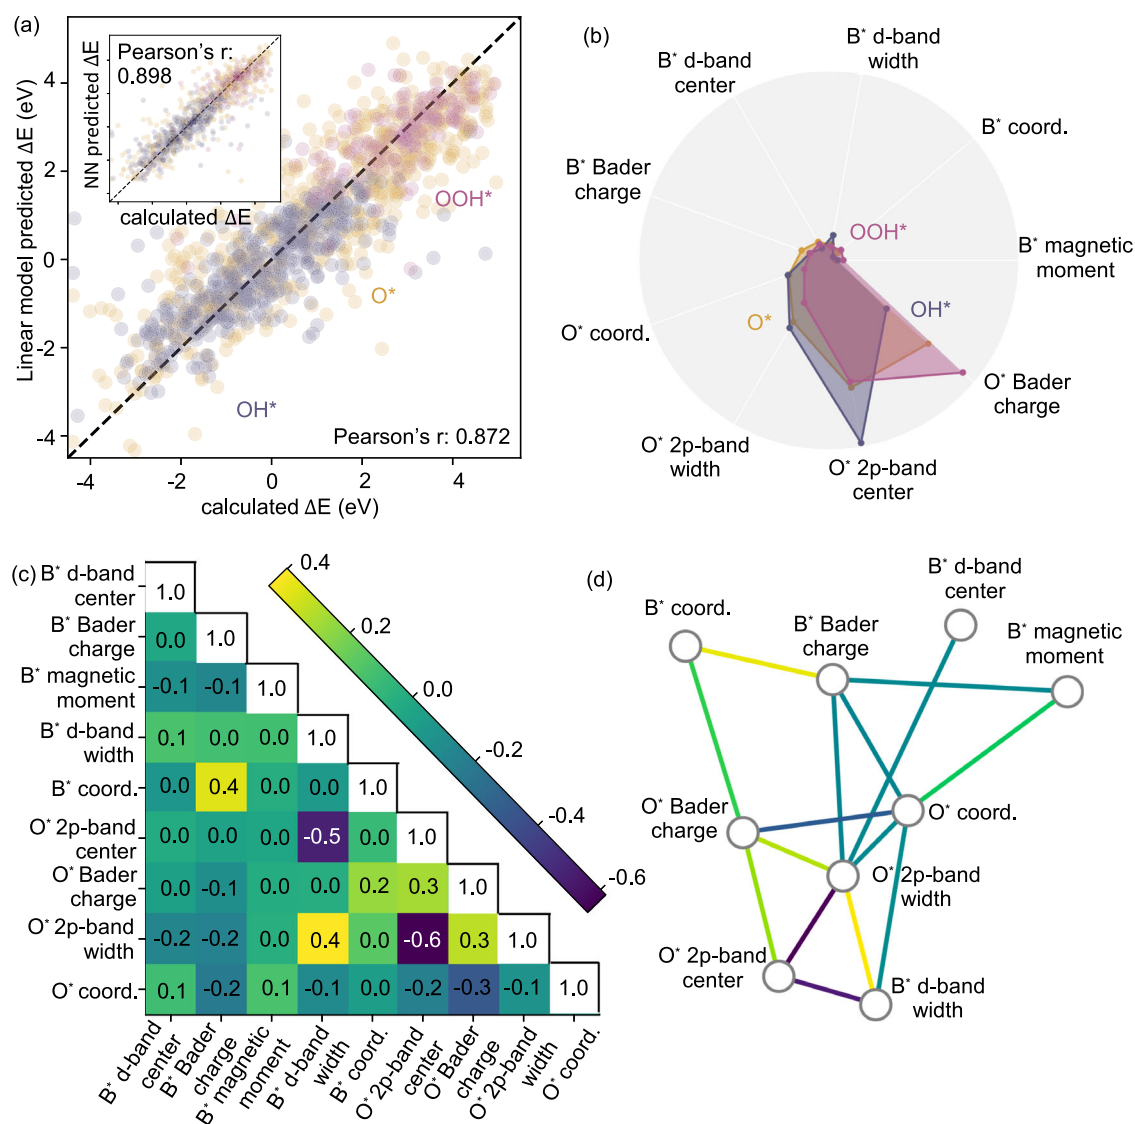 (a)
Pearson's r:
0.898
NN predicted ΔE
calculated ΔE
Linear model predicted ΔE (eV)
4
2
0
-2
-4
OOH*
O*
OH*
Pearson's r: 0.872
-4
-2
0
2
4
calculated ΔE (eV)
(b)
B* d-band
width
B* d-band
center
B* coord.
B* Bader
charge
B* magnetic
moment
OOH*
OH*
O*
O* coord.
O* Bader
charge
O* 2p-band
width
O* 2p-band
center
(c)
B* d-band
center
1.0
B* Bader
charge
0.0 1.0
B* magnetic
moment
-0.1 -0.1 1.0
B* d-band
width
0.1 0.0 0.0 1.0
B* coord.
0.0 0.4 0.0 0.0 1.0
O* 2p-band
center
0.0 0.0 0.0 -0.5 0.0 1.0
O* Bader
charge
0.0 -0.1 0.0 0.0 0.2 0.3 1.0
O* 2p-band
width
-0.2 -0.2 0.0 0.4 0.0 -0.6 0.3 1.0
O* coord.
0.1 -0.2 0.1 -0.1 0.0 -0.2 -0.3 -0.1 1.0
B* d-band
center
B* Bader
charge
B* magnetic
moment
B* d-band
width
B* coord.
O* 2p-band
center
O* Bader
charge
O* 2p-band
width
O* coord.
0.4
0.2
0.0
-0.2
-0.4
-0.6
(d)
B* d-band
center
B* coord.
B* Bader
charge
B* magnetic
moment
O* Bader
charge
O* coord.
O* 2p-band
width
O* 2p-band
center
B* d-band
width